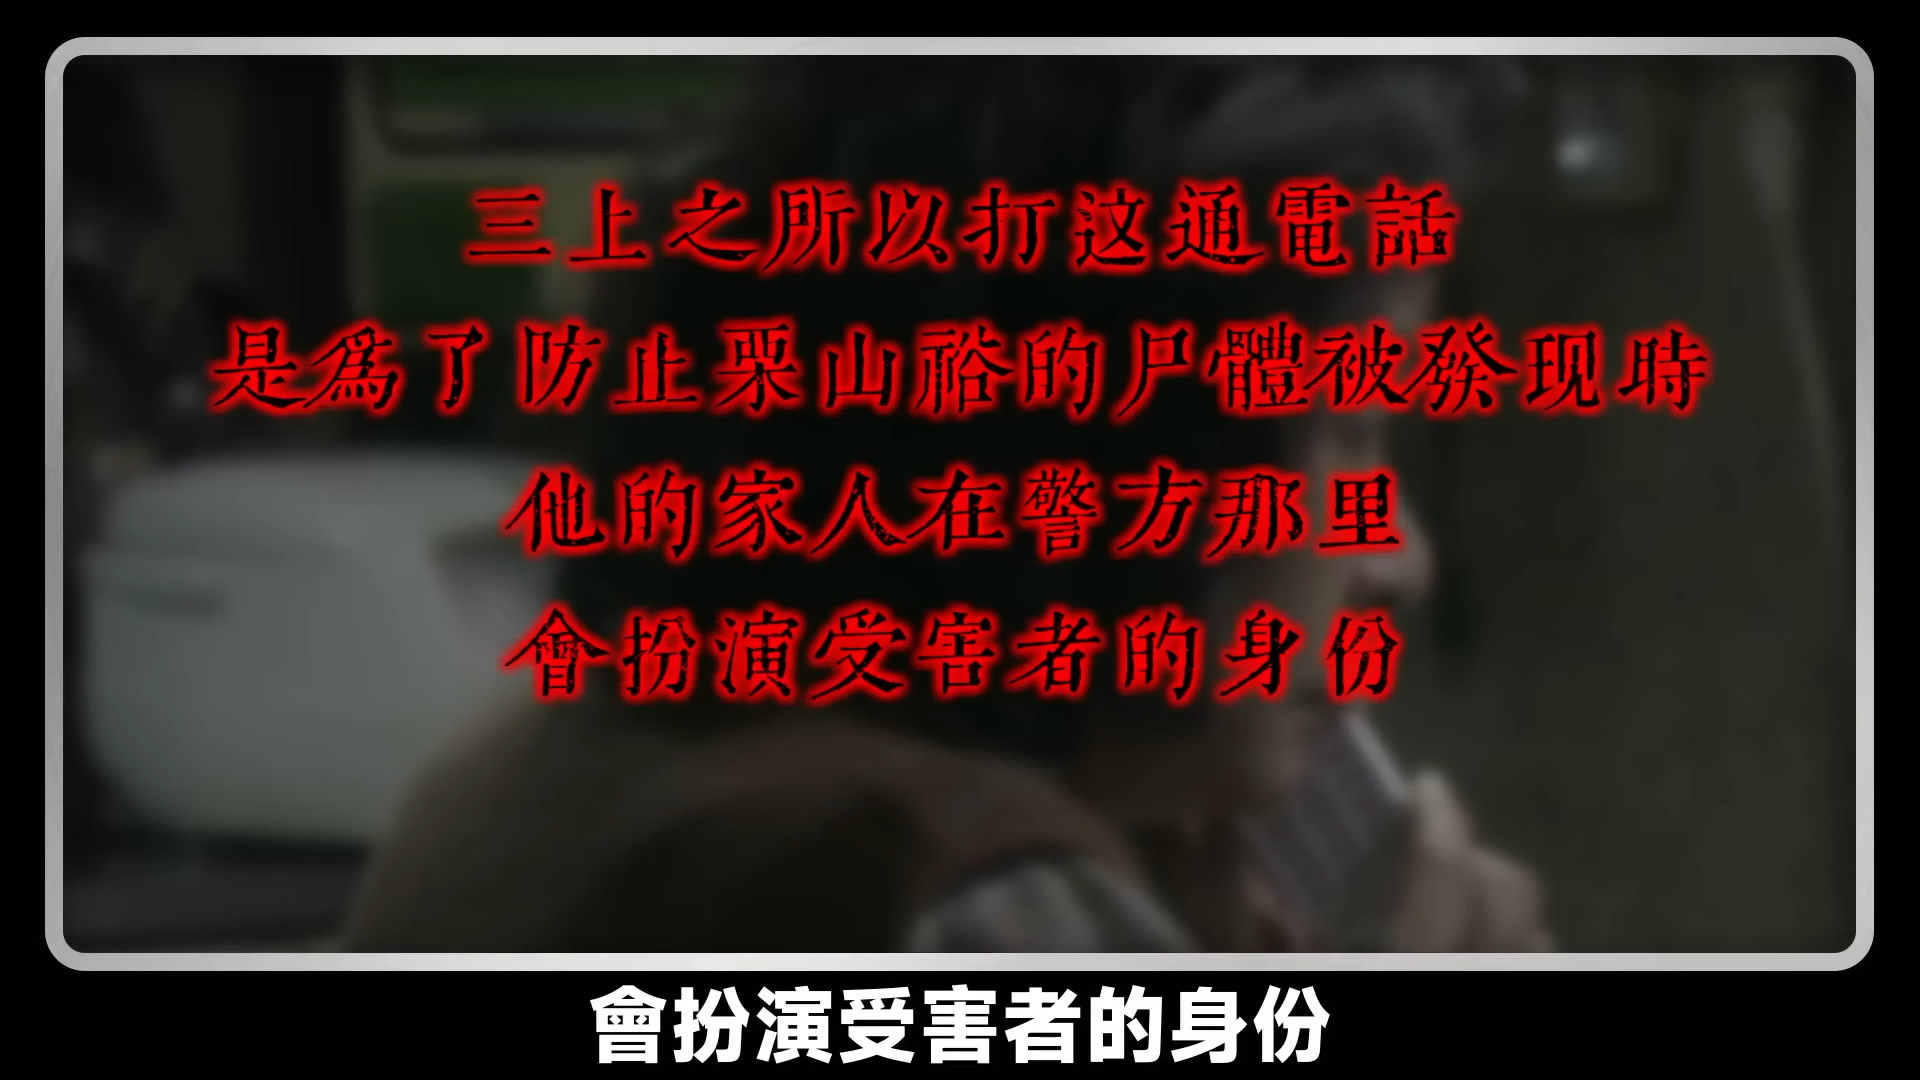 三上之所以打这通電話
是為了防止栗山裕的尸體被發现時
他的家人在警方那里
會扮演受害者的身份
會扮演受害者的身份